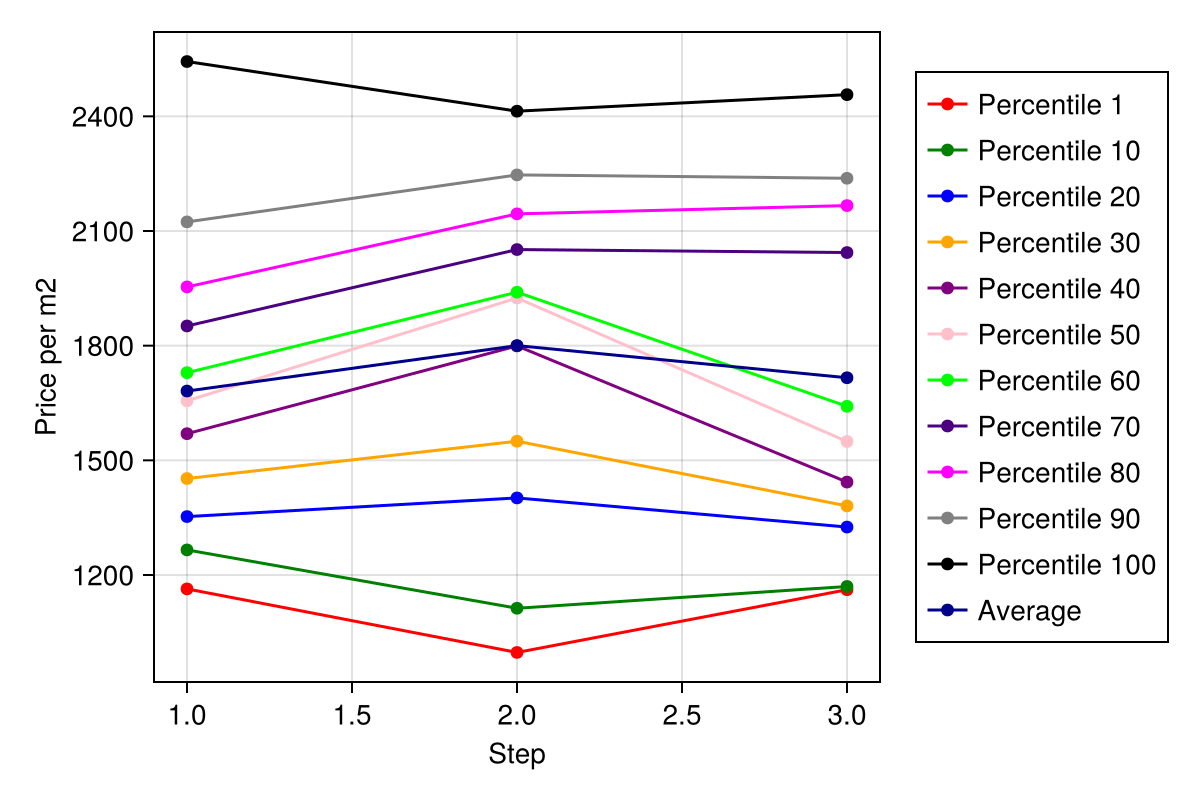 2400
2100
1800
1500
1200
Price per m2
1.0 1.5 2.0 2.5 3.0
Step
Percentile 1
Percentile 10
Percentile 20
Percentile 30
Percentile 40
Percentile 50
Percentile 60
Percentile 70
Percentile 80
Percentile 90
Percentile 100
Average